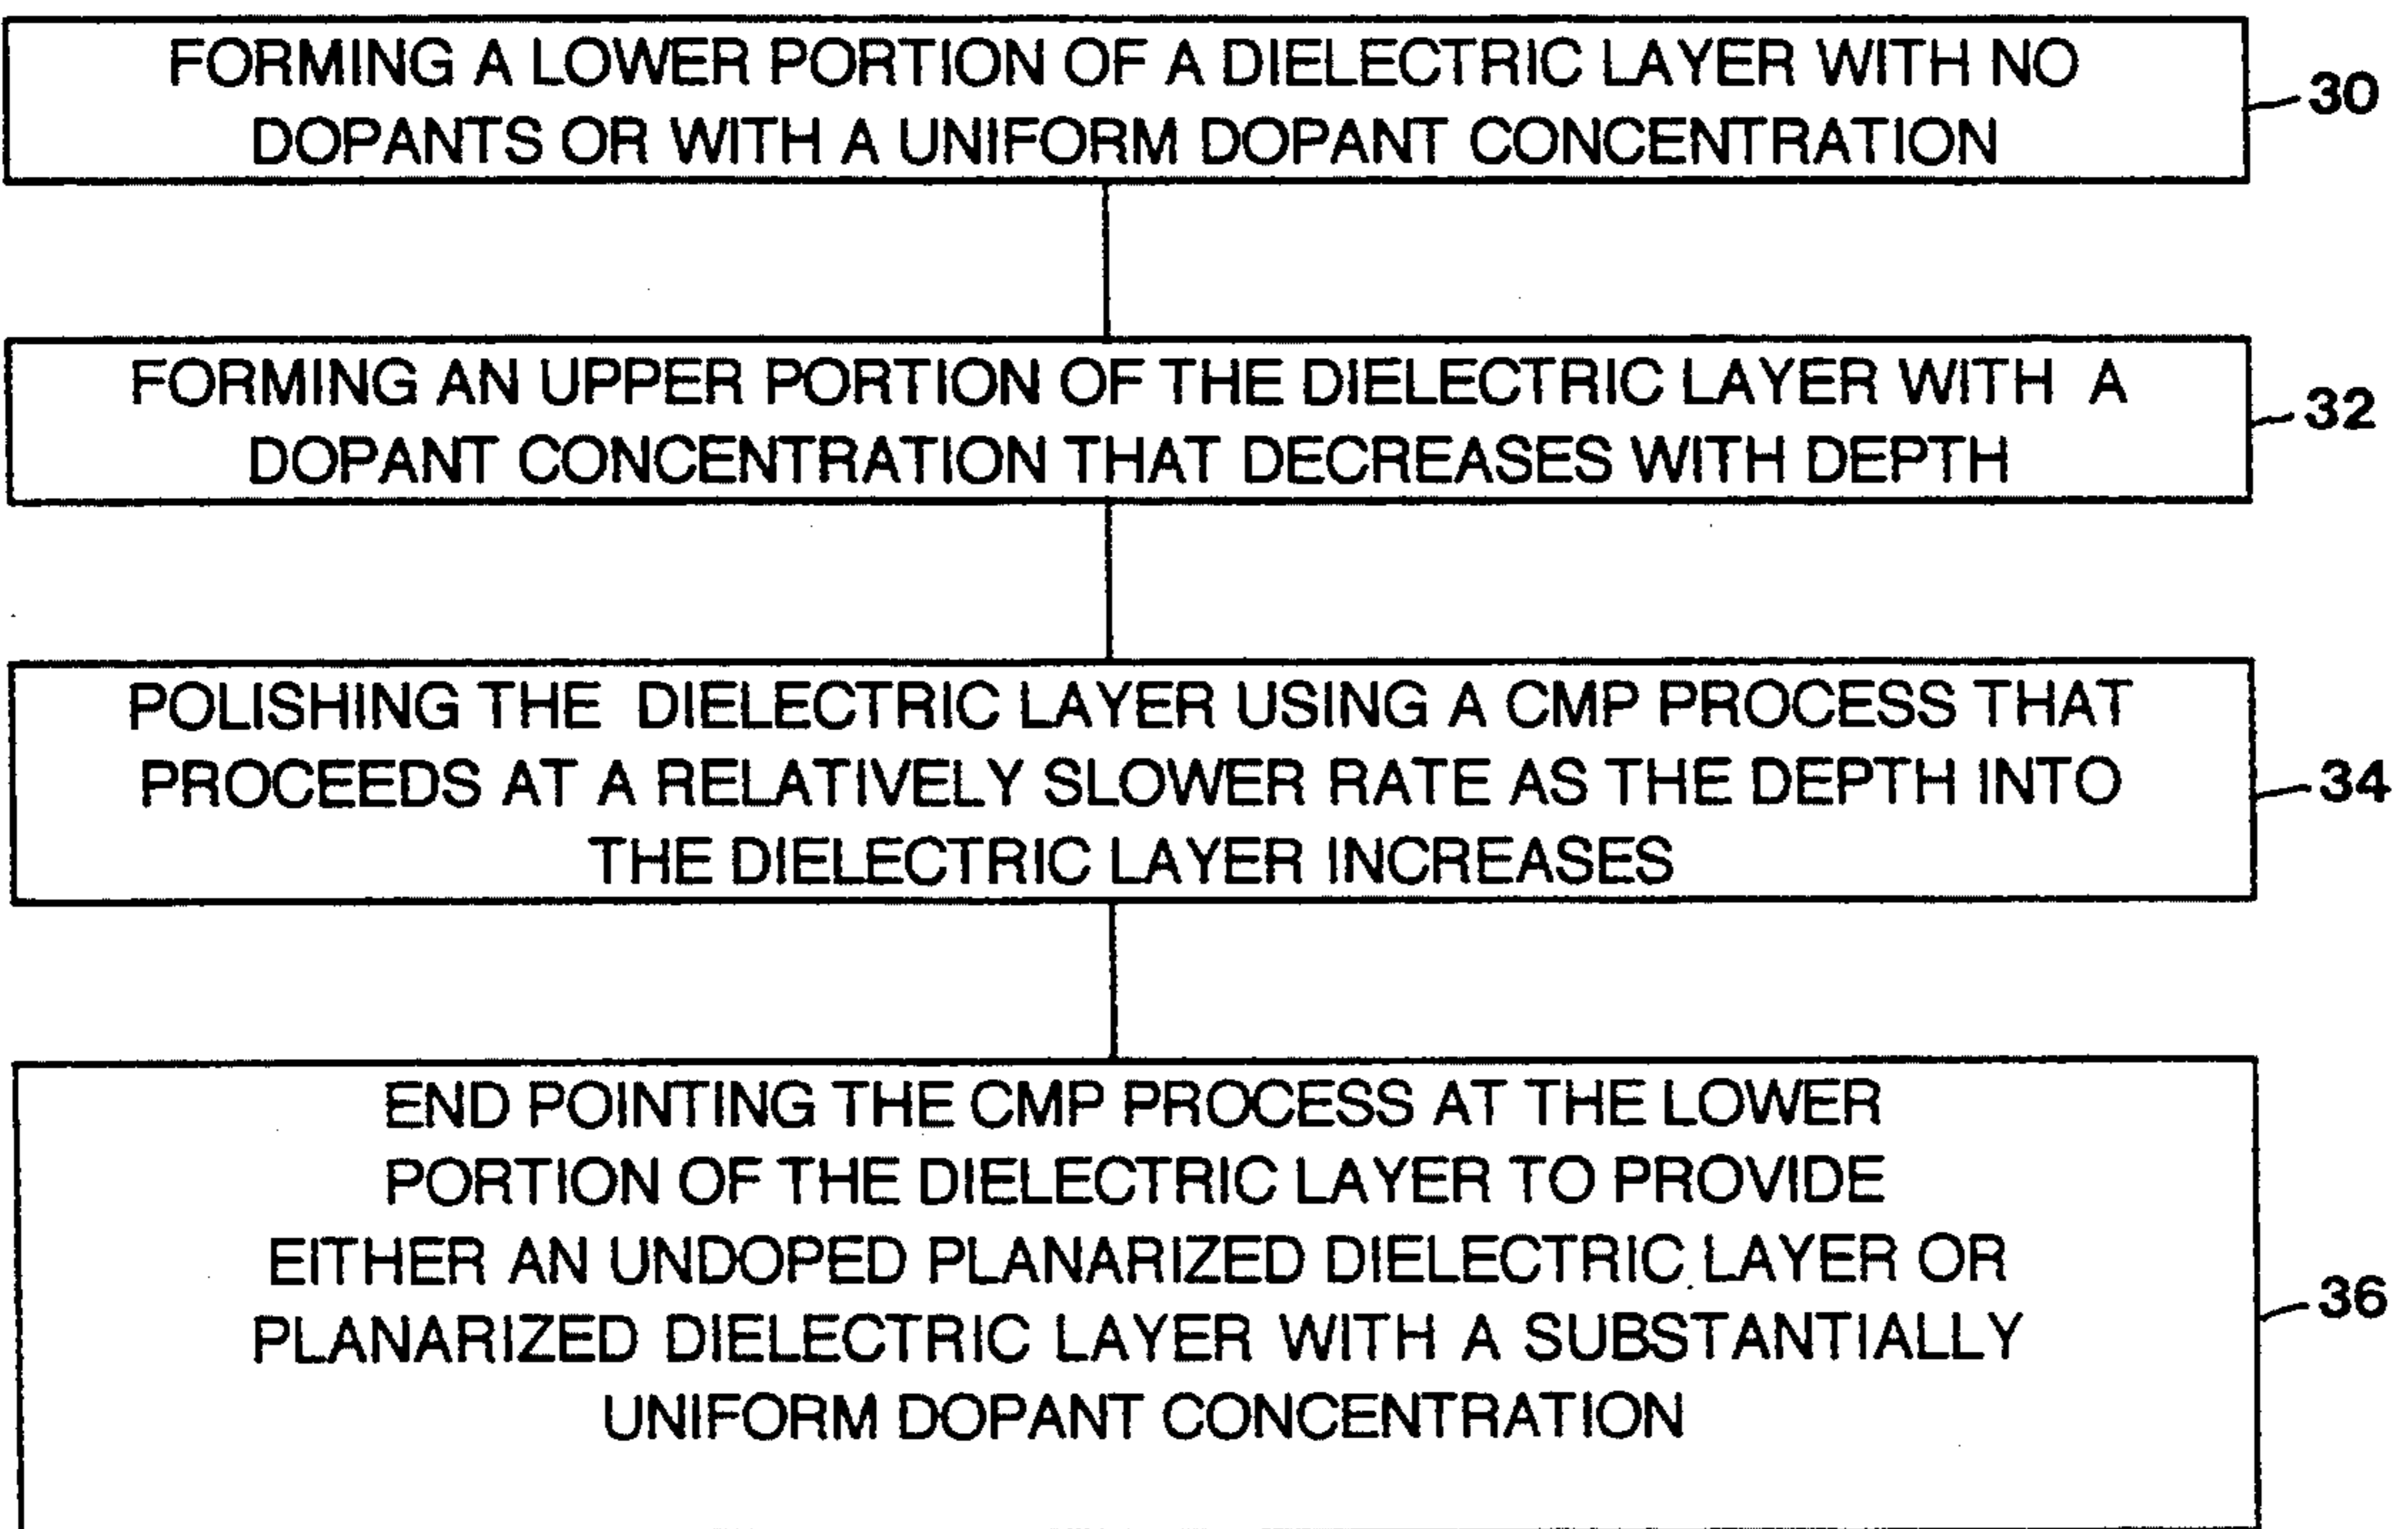 FORMING A LOWER PORTION OF A DIELECTRIC LAYER WITH NO
DOPANTS OR WITH A UNIFORM DOPANT CONCENTRATION
30
FORMING AN UPPER PORTION OF THE DIELECTRIC LAYER WITH A
DOPANT CONCENTRATION THAT DECREASES WITH DEPTH
32
POLISHING THE DIELECTRIC LAYER USING A CMP PROCESS THAT
PROCEEDS AT A RELATIVELY SLOWER RATE AS THE DEPTH INTO
THE DIELECTRIC LAYER INCREASES
34
END POINTING THE CMP PROCESS AT THE LOWER
PORTION OF THE DIELECTRIC LAYER TO PROVIDE
EITHER AN UNDOPED PLANARIZED DIELECTRIC LAYER OR
PLANARIZED DIELECTRIC LAYER WITH A SUBSTANTIALLY
UNIFORM DOPANT CONCENTRATION
36